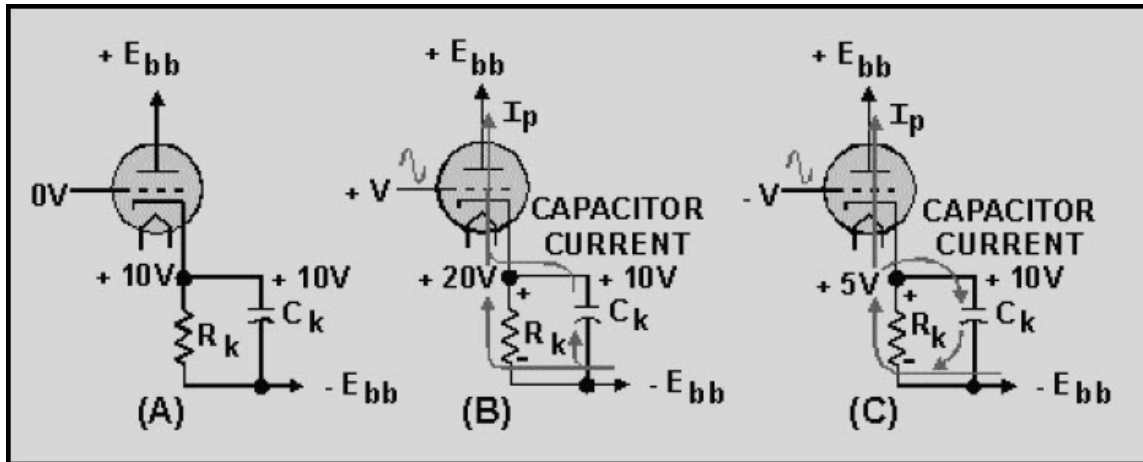 + Ebb
0V
+ 10V
+ 10V
Rk
Ck
- Ebb
(A)
+ Ebb
Ip
+ V
CAPACITOR
CURRENT
+ 20V
+ 10V
+
Rk
-
Ck
- Ebb
(B)
+ Ebb
Ip
- V
CAPACITOR
CURRENT
+ 5V
+ 10V
+
Rk
-
Ck
- Ebb
(C)